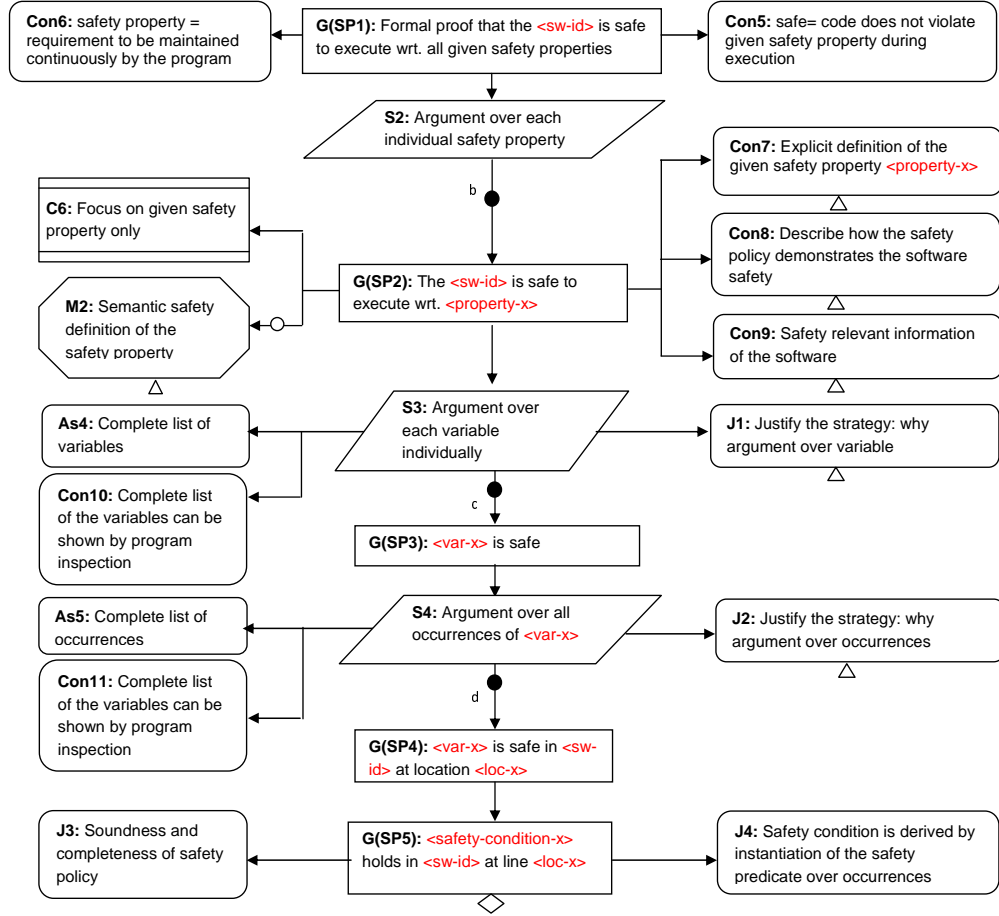 Con6: safety property =
requirement to be maintained
continuously by the program
G(SP1): Formal proof that the <sw-id> is safe
to execute wrt. all given safety properties
Con5: safe= code does not violate
given safety property during
execution
S2: Argument over each
individual safety property
b
Con7: Explicit definition of the
given safety property <property-x>
C6: Focus on given safety
property only
Con8: Describe how the safety
policy demonstrates the software
safety
G(SP2): The <sw-id> is safe to
execute wrt. <property-x>
M2: Semantic safety
definition of the
safety property
Con9: Safety relevant information
of the software
S3: Argument over
each variable
individually
As4: Complete list of
variables
J1: Justify the strategy: why
argument over variable
Con10: Complete list
of the variables can be
shown by program
inspection
c
G(SP3): <var-x> is safe
As5: Complete list of
occurrences
S4: Argument over all
occurrences of <var-x>
J2: Justify the strategy: why
argument over occurrences
Con11: Complete list
of the variables can be
shown by program
inspection
d
G(SP4): <var-x> is safe in <sw-
id> at location <loc-x>
J3: Soundness and
completeness of safety
policy
G(SP5): <safety-condition-x>
holds in <sw-id> at line <loc-x>
J4: Safety condition is derived by
instantiation of the safety
predicate over occurrences